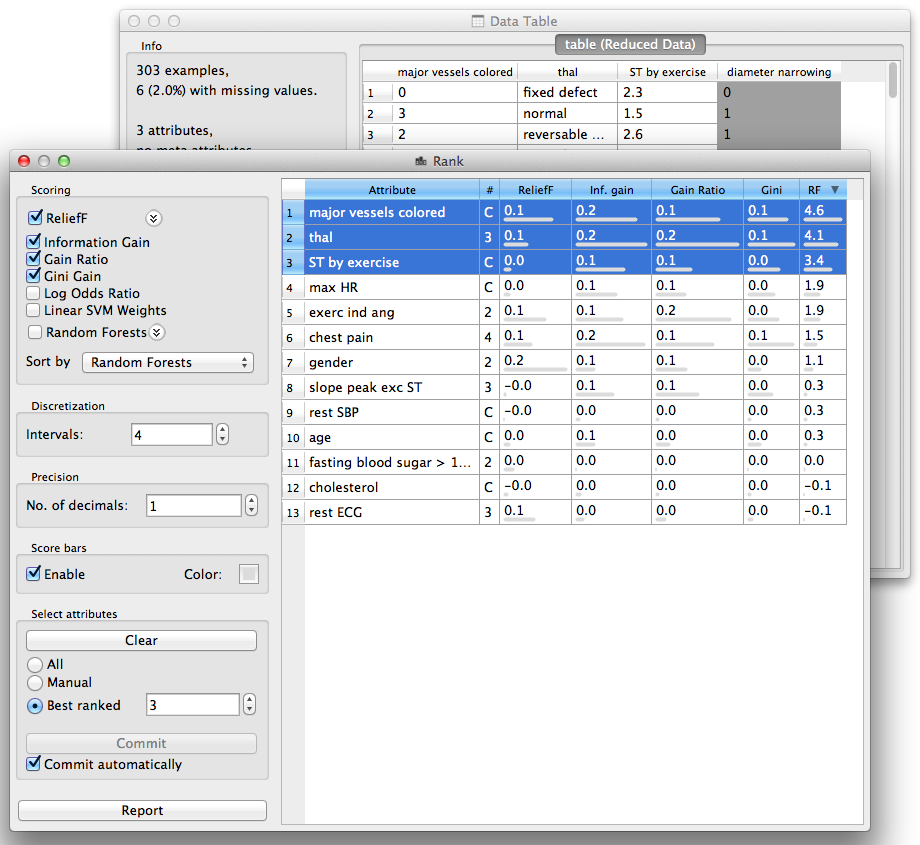 Data Table
Info
303 examples,
6 (2.0%) with missing values.
3 attributes,
no meta attributes
table (Reduced Data)
major vessels colored thal ST by exercise diameter narrowing
1 0 fixed defect 2.3 0
2 3 normal 1.5 1
3 2 reversable ... 2.6 1
Rank
Scoring
ReliefF
Information Gain
Gain Ratio
Gini Gain
Log Odds Ratio
Linear SVM Weights
Random Forests
Sort by Random Forests
Discretization
Intervals: 4
Precision
No. of decimals: 1
Score bars
Enable Color:
Select attributes
Clear
All
Manual
Best ranked 3
Commit
Commit automatically
Report
Attribute # ReliefF Inf. gain Gain Ratio Gini RF
1 major vessels colored C 0.1 0.2 0.1 0.1 4.6
2 thal 3 0.1 0.2 0.2 0.1 4.1
3 ST by exercise C 0.0 0.1 0.1 0.0 3.4
4 max HR C 0.0 0.1 0.1 0.0 1.9
5 exerc ind ang 2 0.1 0.1 0.2 0.0 1.9
6 chest pain 4 0.1 0.2 0.1 0.1 1.5
7 gender 2 0.2 0.1 0.1 0.0 1.1
8 slope peak exc ST 3 -0.0 0.1 0.1 0.0 0.3
9 rest SBP C -0.0 0.0 0.0 0.0 0.3
10 age C 0.0 0.1 0.0 0.0 0.3
11 fasting blood sugar > 1... 2 0.0 0.0 0.0 0.0 0.0
12 cholesterol C -0.0 0.0 0.0 0.0 -0.1
13 rest ECG 3 0.1 0.0 0.0 0.0 -0.1